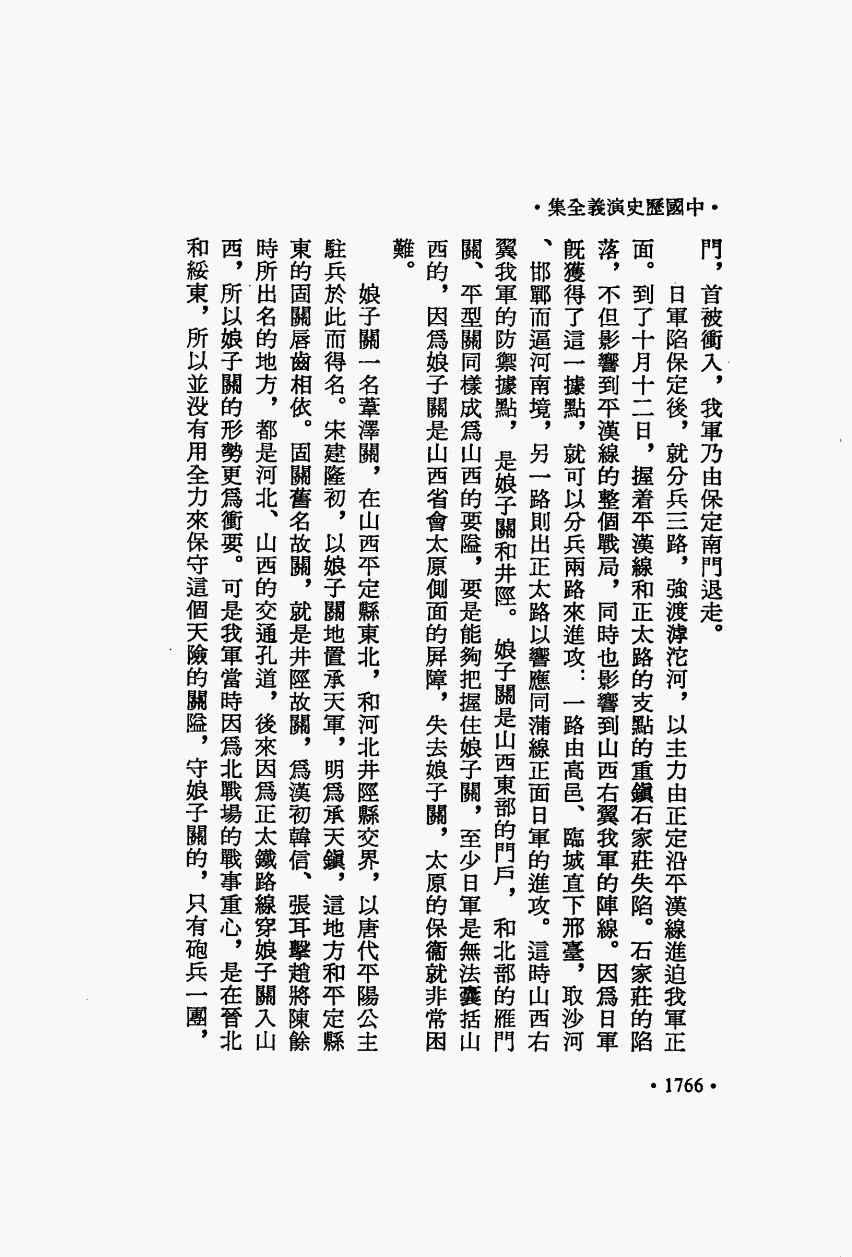 •中國歷史演義全集•
門，首被衝入，我軍乃由保定南門退走。
日軍陷保定後，就分兵三路，強渡滹沱河，以主力由正定沿平漢線進迫我軍正
面。到了十月十二日，握着平漢線和正太路的支點的重鎭石家莊失陷。石家莊的陷
落，不但影響到平漢線的整個戰局，同時也影響到山西右翼我軍的陣線。因爲日軍
旣獲得了這一據點，就可以分兵兩路來進攻：一路由高邑、臨城直下邢臺，取沙河
、邯鄲而逼河南境，另一路則出正太路以響應同蒲線正面日軍的進攻。這時山西右
翼我軍的防禦據點，是娘子關和井陘。娘子關是山西東部的門戶，和北部的雁門
關、平型關同樣成爲山西的要隘，要是能夠把握住娘子關，至少日軍是無法囊括山
西的，因爲娘子關是山西省會太原側面的屏障，失去娘子關，太原的保衞就非常困
難。
娘子關一名葦澤關，在山西平定縣東北，和河北井陘縣交界，以唐代平陽公主
駐兵於此而得名。宋建隆初，以娘子關地置承天軍，明爲承天鎭，這地方和平定縣
東的固關唇齒相依。固關舊名故關，就是井陘故關，爲漢初韓信、張耳擊趙將陳餘
時所出名的地方，都是河北、山西的交通孔道，後來因爲正太鐵路線穿娘子關入山
西，所以娘子關的形勢更爲衝要。可是我軍當時因爲北戰場的戰事重心，是在晉北
和綏東，所以並没有用全力來保守這個天險的關隘，守娘子關的，只有砲兵一團，
•1766•